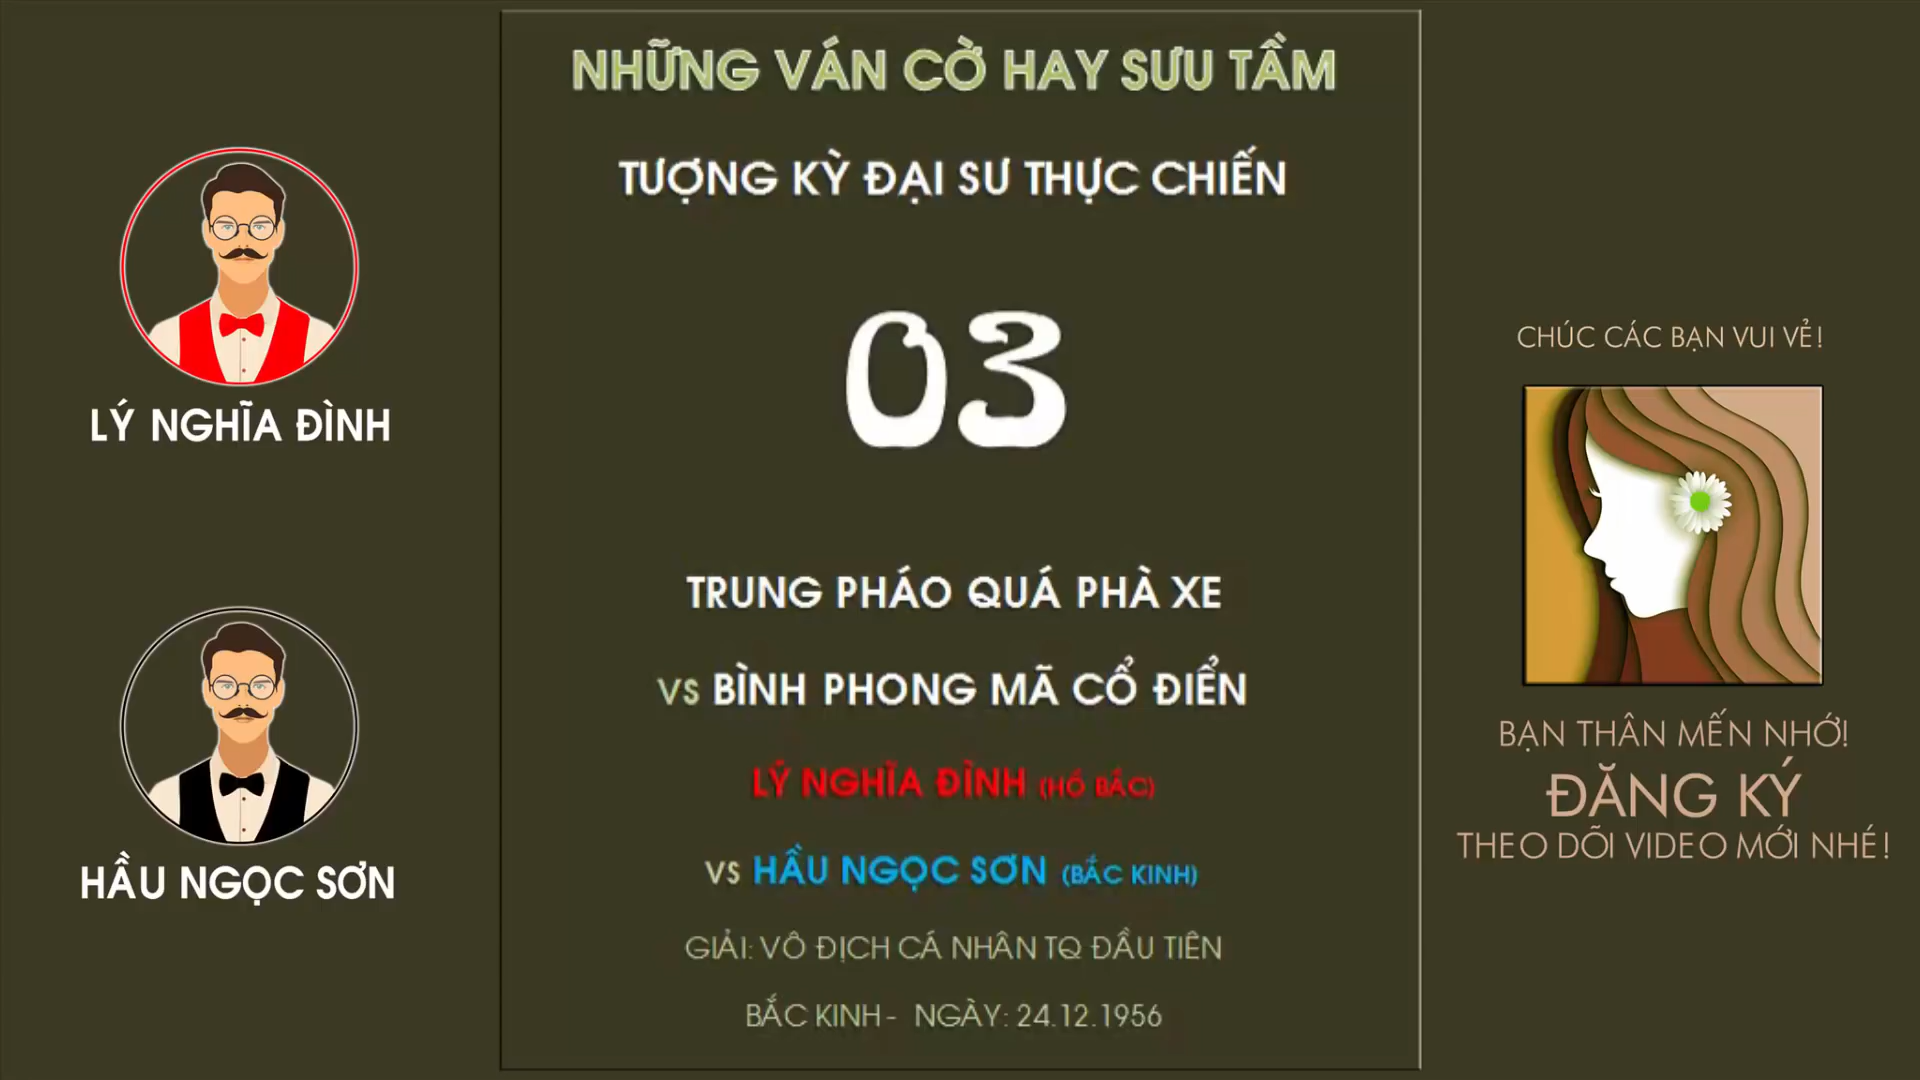 LÝ NGHĨA ĐÌNH
HẦU NGỌC SƠN
NHỮNG VÁN CỜ HAY SƯU TẦM
TƯỢNG KỲ ĐẠI SƯ THỰC CHIẾN
03
TRUNG PHÁO QUÁ PHÀ XE
VS BÌNH PHONG MÃ CỔ ĐIỂN
LÝ NGHĨA ĐÌNH (HỒ BẮC)
VS HẦU NGỌC SƠN (BẮC KINH)
GIẢI: VÔ ĐỊCH CÁ NHÂN TQ ĐẦU TIÊN
BẮC KINH - NGÀY: 24.12.1956
CHÚC CÁC BẠN VUI VẺ!
BẠN THÂN MẾN NHỚ!
ĐĂNG KÝ
THEO DÕI VIDEO MỚI NHÉ!